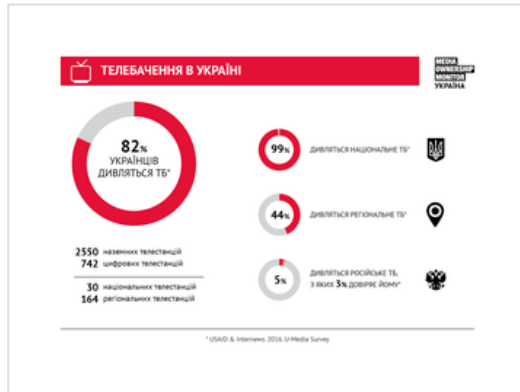 ТЕЛЕБАЧЕННЯ В УКРАЇНІ
MEDIA
OWNERSHIP
MONITOR
УКРАЇНА
82%
УКРАЇНЦІВ
ДИВЛЯТЬСЯ ТБ*
99%
ДИВЛЯТЬСЯ НАЦІОНАЛЬНЕ ТБ*
44%
ДИВЛЯТЬСЯ РЕГІОНАЛЬНЕ ТБ*
2550 наземних телестанцій
742 цифрових телестанцій
30 національних телестанцій
164 регіональних телестанцій
5%
ДИВЛЯТЬСЯ РОСІЙСЬКЕ ТБ,
З ЯКИХ 3% ДОВІРЯЄ ЙОМУ*
* USAID & Internews, 2016. U-Media Survey